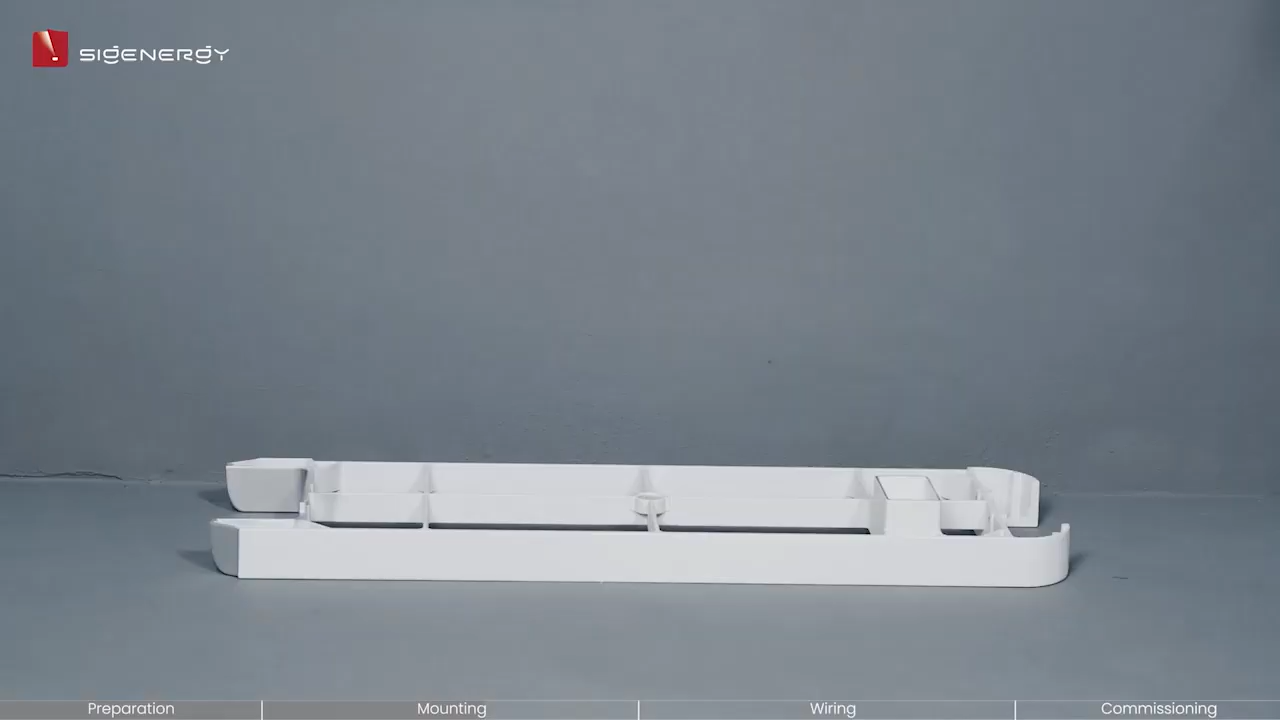 SIGENERGY
Preparation
Mounting
Wiring
Commissioning